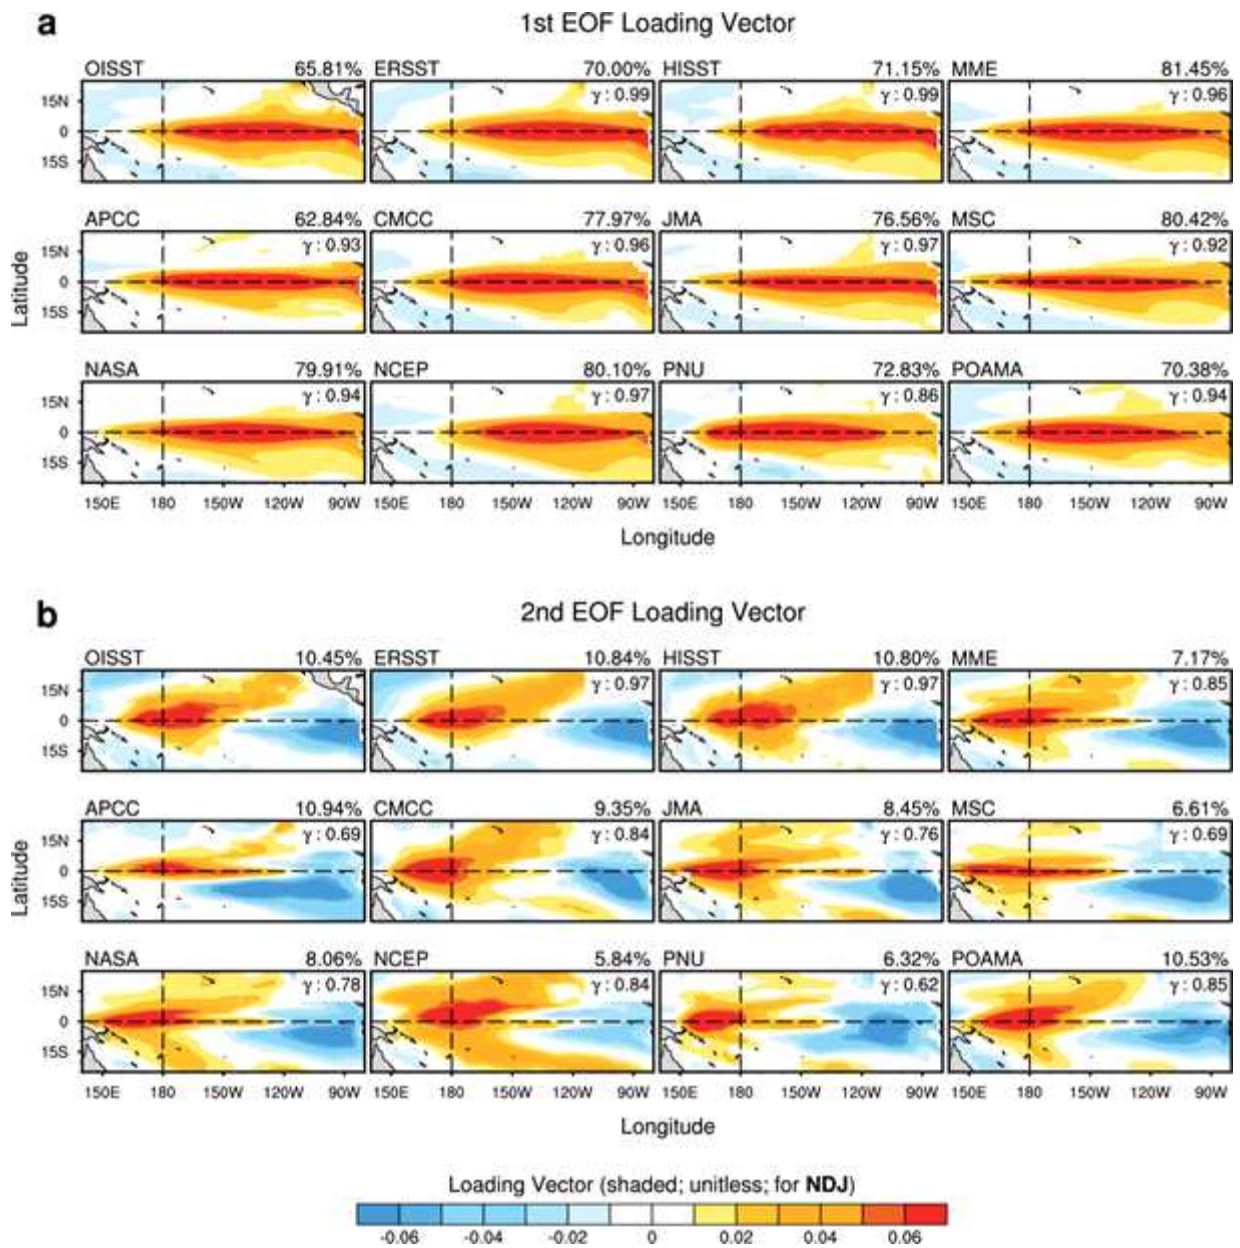 a 1st EOF Loading Vector
OISST 65.81% ERSST 70.00% HISST 71.15% MME 81.45%
15N γ : 0.99 γ : 0.99 γ : 0.96
0
15S
APCC 62.84% CMCC 77.97% JMA 76.56% MSC 80.42%
15N γ : 0.93 γ : 0.96 γ : 0.97 γ : 0.92
0
15S
Latitude
NASA 79.91% NCEP 80.10% PNU 72.83% POAMA 70.38%
15N γ : 0.94 γ : 0.97 γ : 0.86 γ : 0.94
0
15S
150E 180 150W 120W 90W 150E 180 150W 120W 90W 150E 180 150W 120W 90W 150E 180 150W 120W 90W
Longitude
b 2nd EOF Loading Vector
OISST 10.45% ERSST 10.84% HISST 10.80% MME 7.17%
15N γ : 0.97 γ : 0.97 γ : 0.85
0
15S
APCC 10.94% CMCC 9.35% JMA 8.45% MSC 6.61%
15N γ : 0.69 γ : 0.84 γ : 0.76 γ : 0.69
0
15S
Latitude
NASA 8.06% NCEP 5.84% PNU 6.32% POAMA 10.53%
15N γ : 0.78 γ : 0.84 γ : 0.62 γ : 0.85
0
15S
150E 180 150W 120W 90W 150E 180 150W 120W 90W 150E 180 150W 120W 90W 150E 180 150W 120W 90W
Longitude
Loading Vector (shaded; unitless; for NDJ)
-0.06 -0.04 -0.02 0 0.02 0.04 0.06